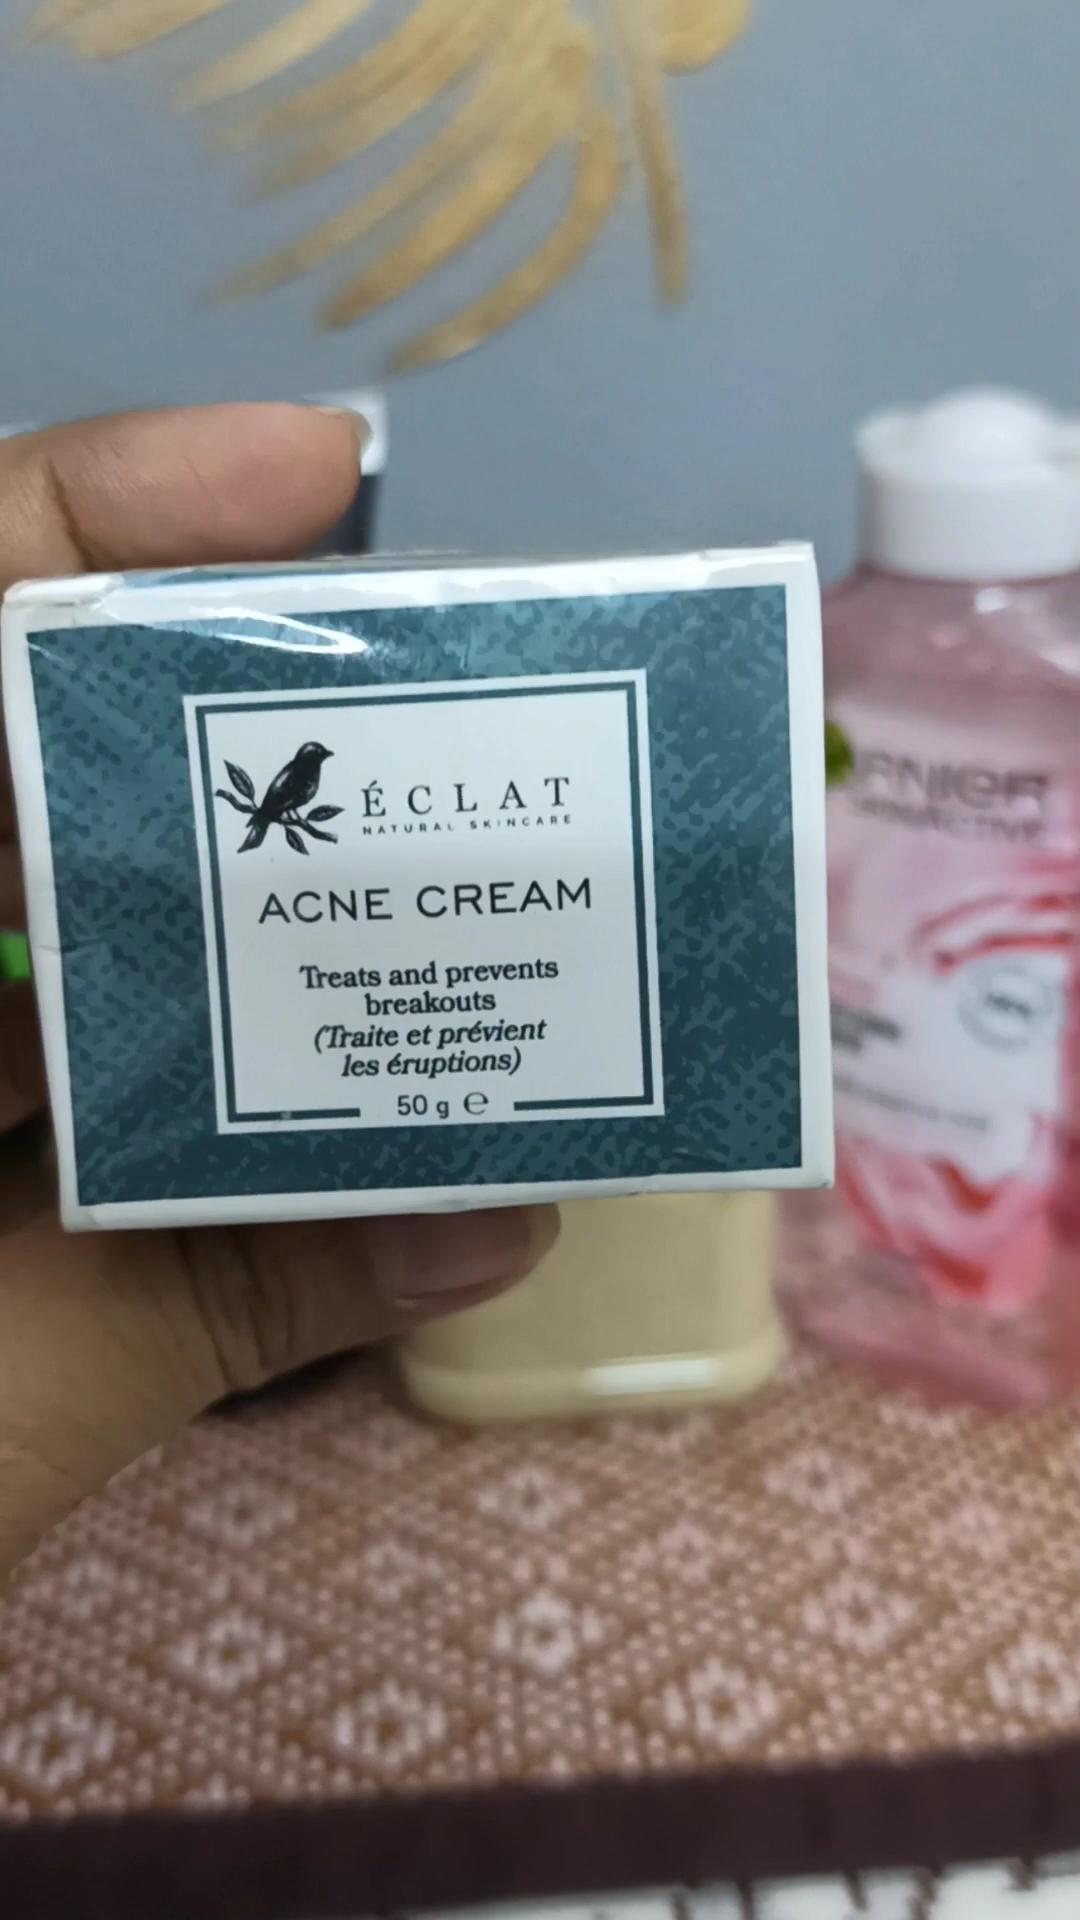 ÉCLAT
NATURAL SKINCARE
ACNE CREAM
Treats and prevents
breakouts
(Traite et prévient
les éruptions)
50 g ℮